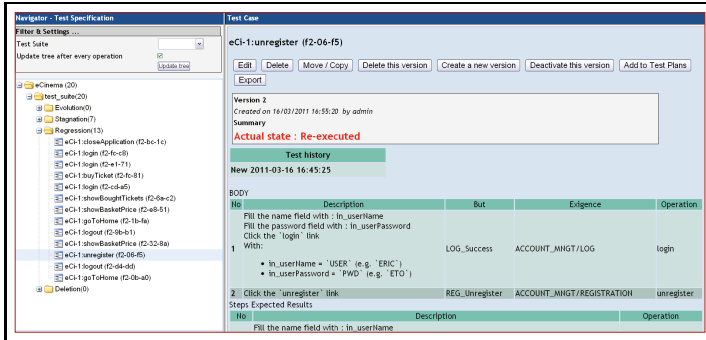 Navigator - Test Specification
Filter & Settings ...
Test Suite
Update tree after every operation
Update tree
eCinema (20)
test_suite(20)
Evolution(0)
Stagnation(7)
Regression(13)
eCi-1:closeApplication (f2-bc-1c)
eCi-1:login (f2-fc-c8)
eCi-1:login (f2-e1-71)
eCi-1:buyTicket (f2-fc-81)
eCi-1:login (f2-cd-a5)
eCi-1:showBoughtTickets (f2-6a-c2)
eCi-1:showBasketPrice (f2-e8-51)
eCi-1:goToHome (f2-1b-fa)
eCi-1:logout (f2-9b-b1)
eCi-1:showBasketPrice (f2-32-8a)
eCi-1:unregister (f2-06-f5)
eCi-1:logout (f2-d4-dd)
eCi-1:goToHome (f2-0b-a0)
Deletion(0)
Test Case
eCi-1:unregister (f2-06-f5)
Edit Delete Move / Copy Delete this version Create a new version Deactivate this version Add to Test Plans
Export
Version 2
Created on 16/03/2011 16:55:20 by admin
Summary
Actual state : Re-executed
Test history
New 2011-03-16 16:45:25
BODY
No Description But Exigence Operation
Fill the name field with : in_userName
Fill the password field with : in_userPassword
Click the `login` link
1 With: LOG_Success ACCOUNT_MNGT/LOG login
• in_userName = `USER` (e.g. `ERIC`)
• in_userPassword = `PWD` (e.g. `ETO`)
2 Click the `unregister` link REG_Unregister ACCOUNT_MNGT/REGISTRATION unregister
Steps Expected Results
No Description Operation
Fill the name field with : in_userName